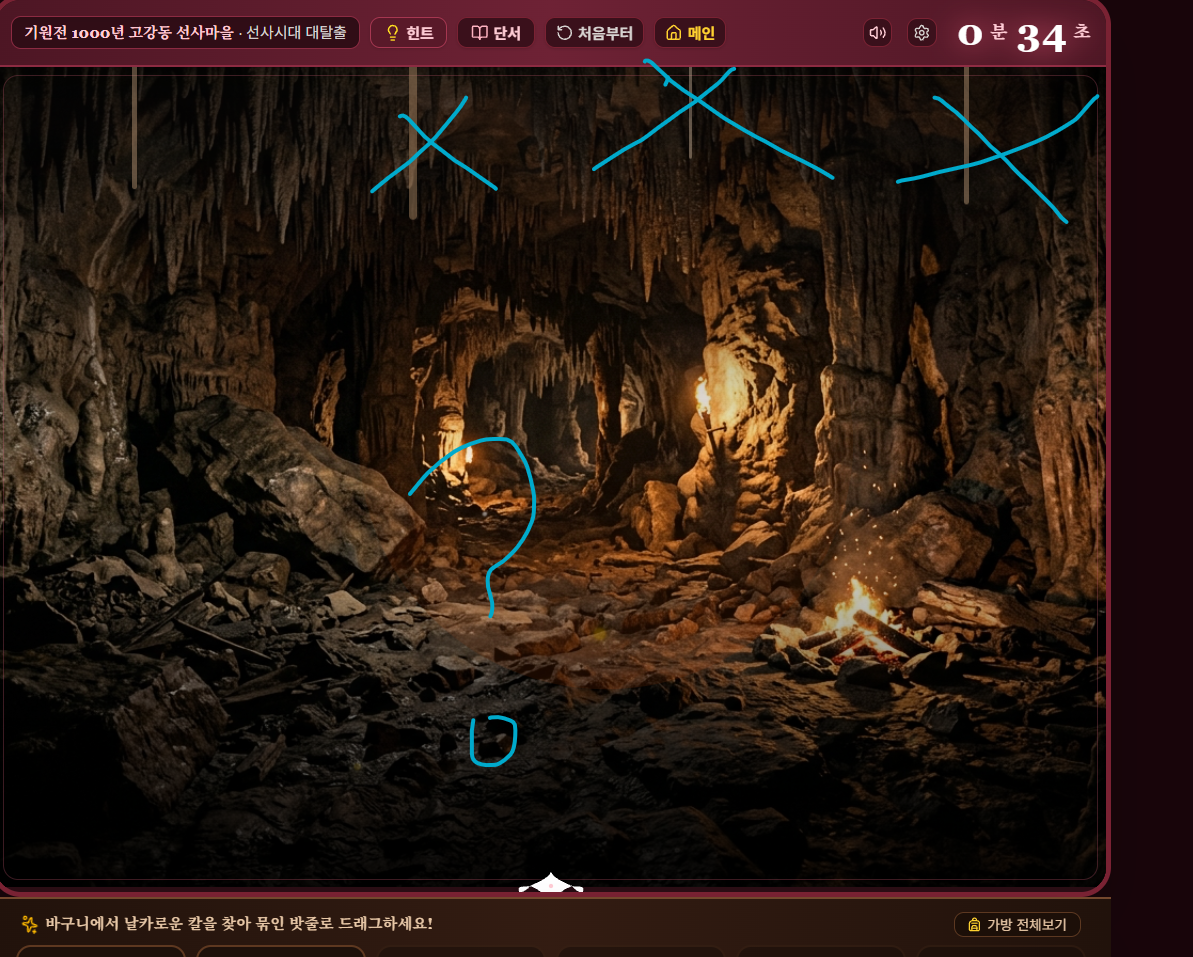 기원전 1000년 고강동 선사마을 · 선사시대 대탈출 힌트 단서 처음부터 메인 0 분 34 초
?
바구니에서 날카로운 칼을 찾아 묶인 밧줄로 드래그하세요! 가방 전체보기